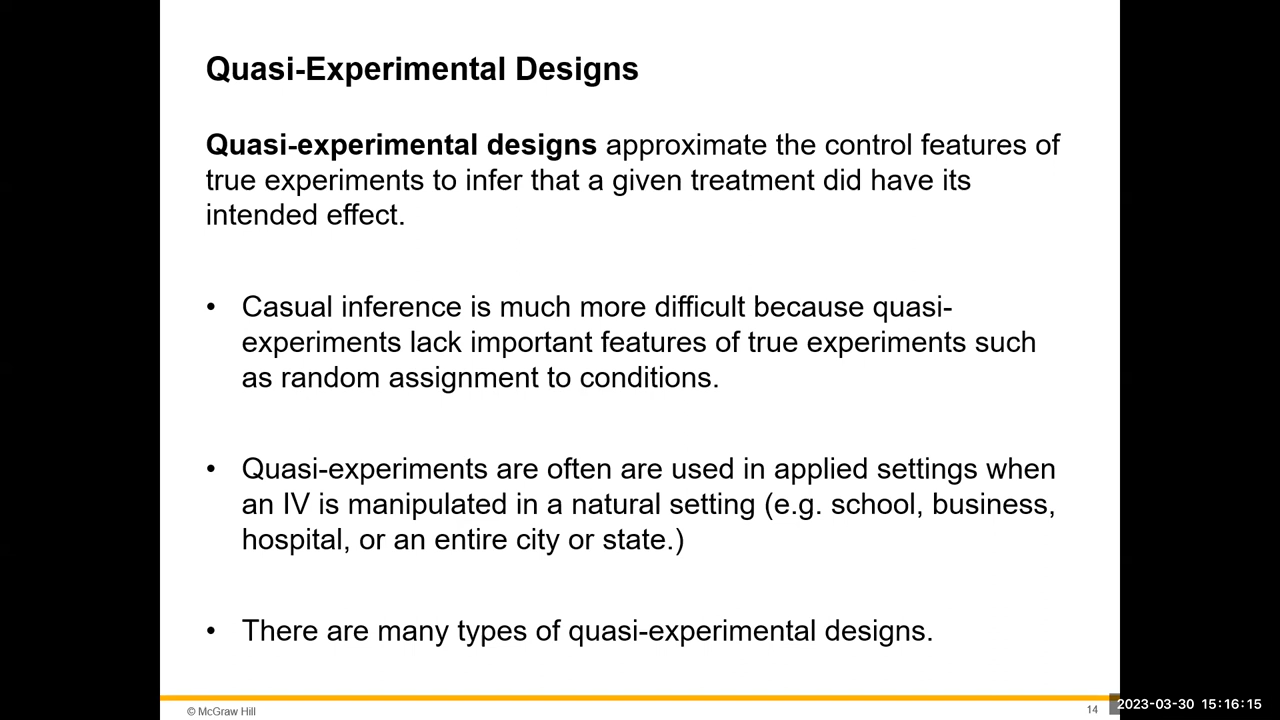 Quasi-Experimental Designs
Quasi-experimental designs approximate the control features of
true experiments to infer that a given treatment did have its
intended effect.
• Casual inference is much more difficult because quasi-
experiments lack important features of true experiments such
as random assignment to conditions.
• Quasi-experiments are often are used in applied settings when
an IV is manipulated in a natural setting (e.g. school, business,
hospital, or an entire city or state.)
• There are many types of quasi-experimental designs.
© McGraw Hill
14
2023-03-30 15:16:15